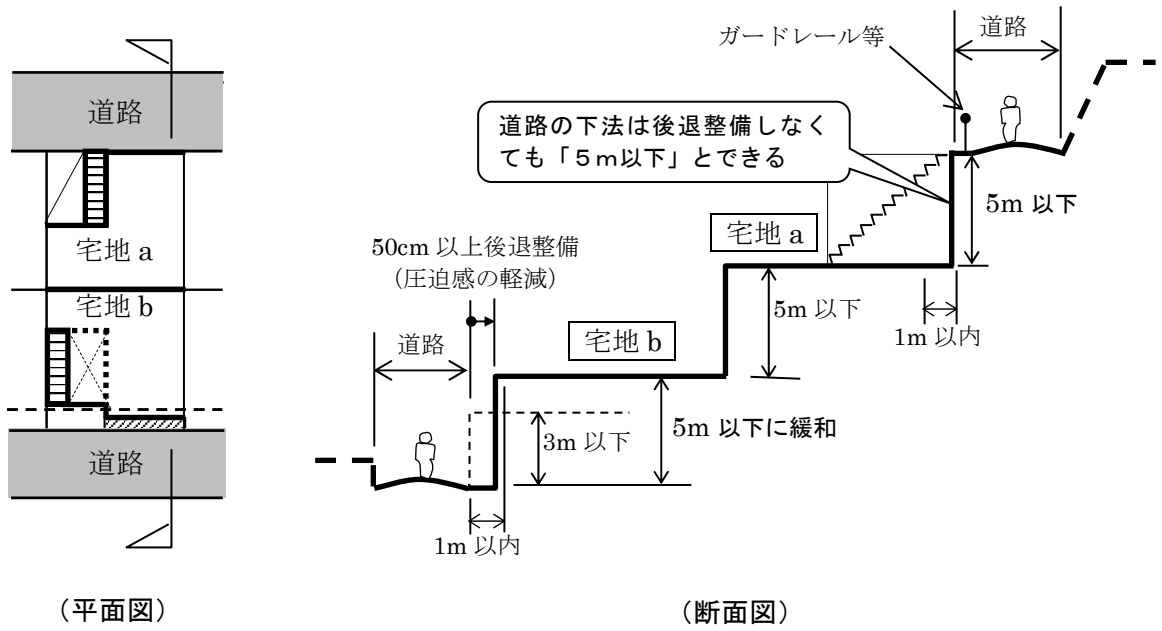 道路
宅地 a
宅地 b
道路
（平面図）
ガードレール等
道路
道路の下法は後退整備しなく
ても「５ｍ以下」とできる
5m 以下
宅地 a
50cm 以上後退整備
（圧迫感の軽減）
5m 以下
1m 以内
道路
宅地 b
3m 以下
5m 以下に緩和
1m 以内
（断面図）